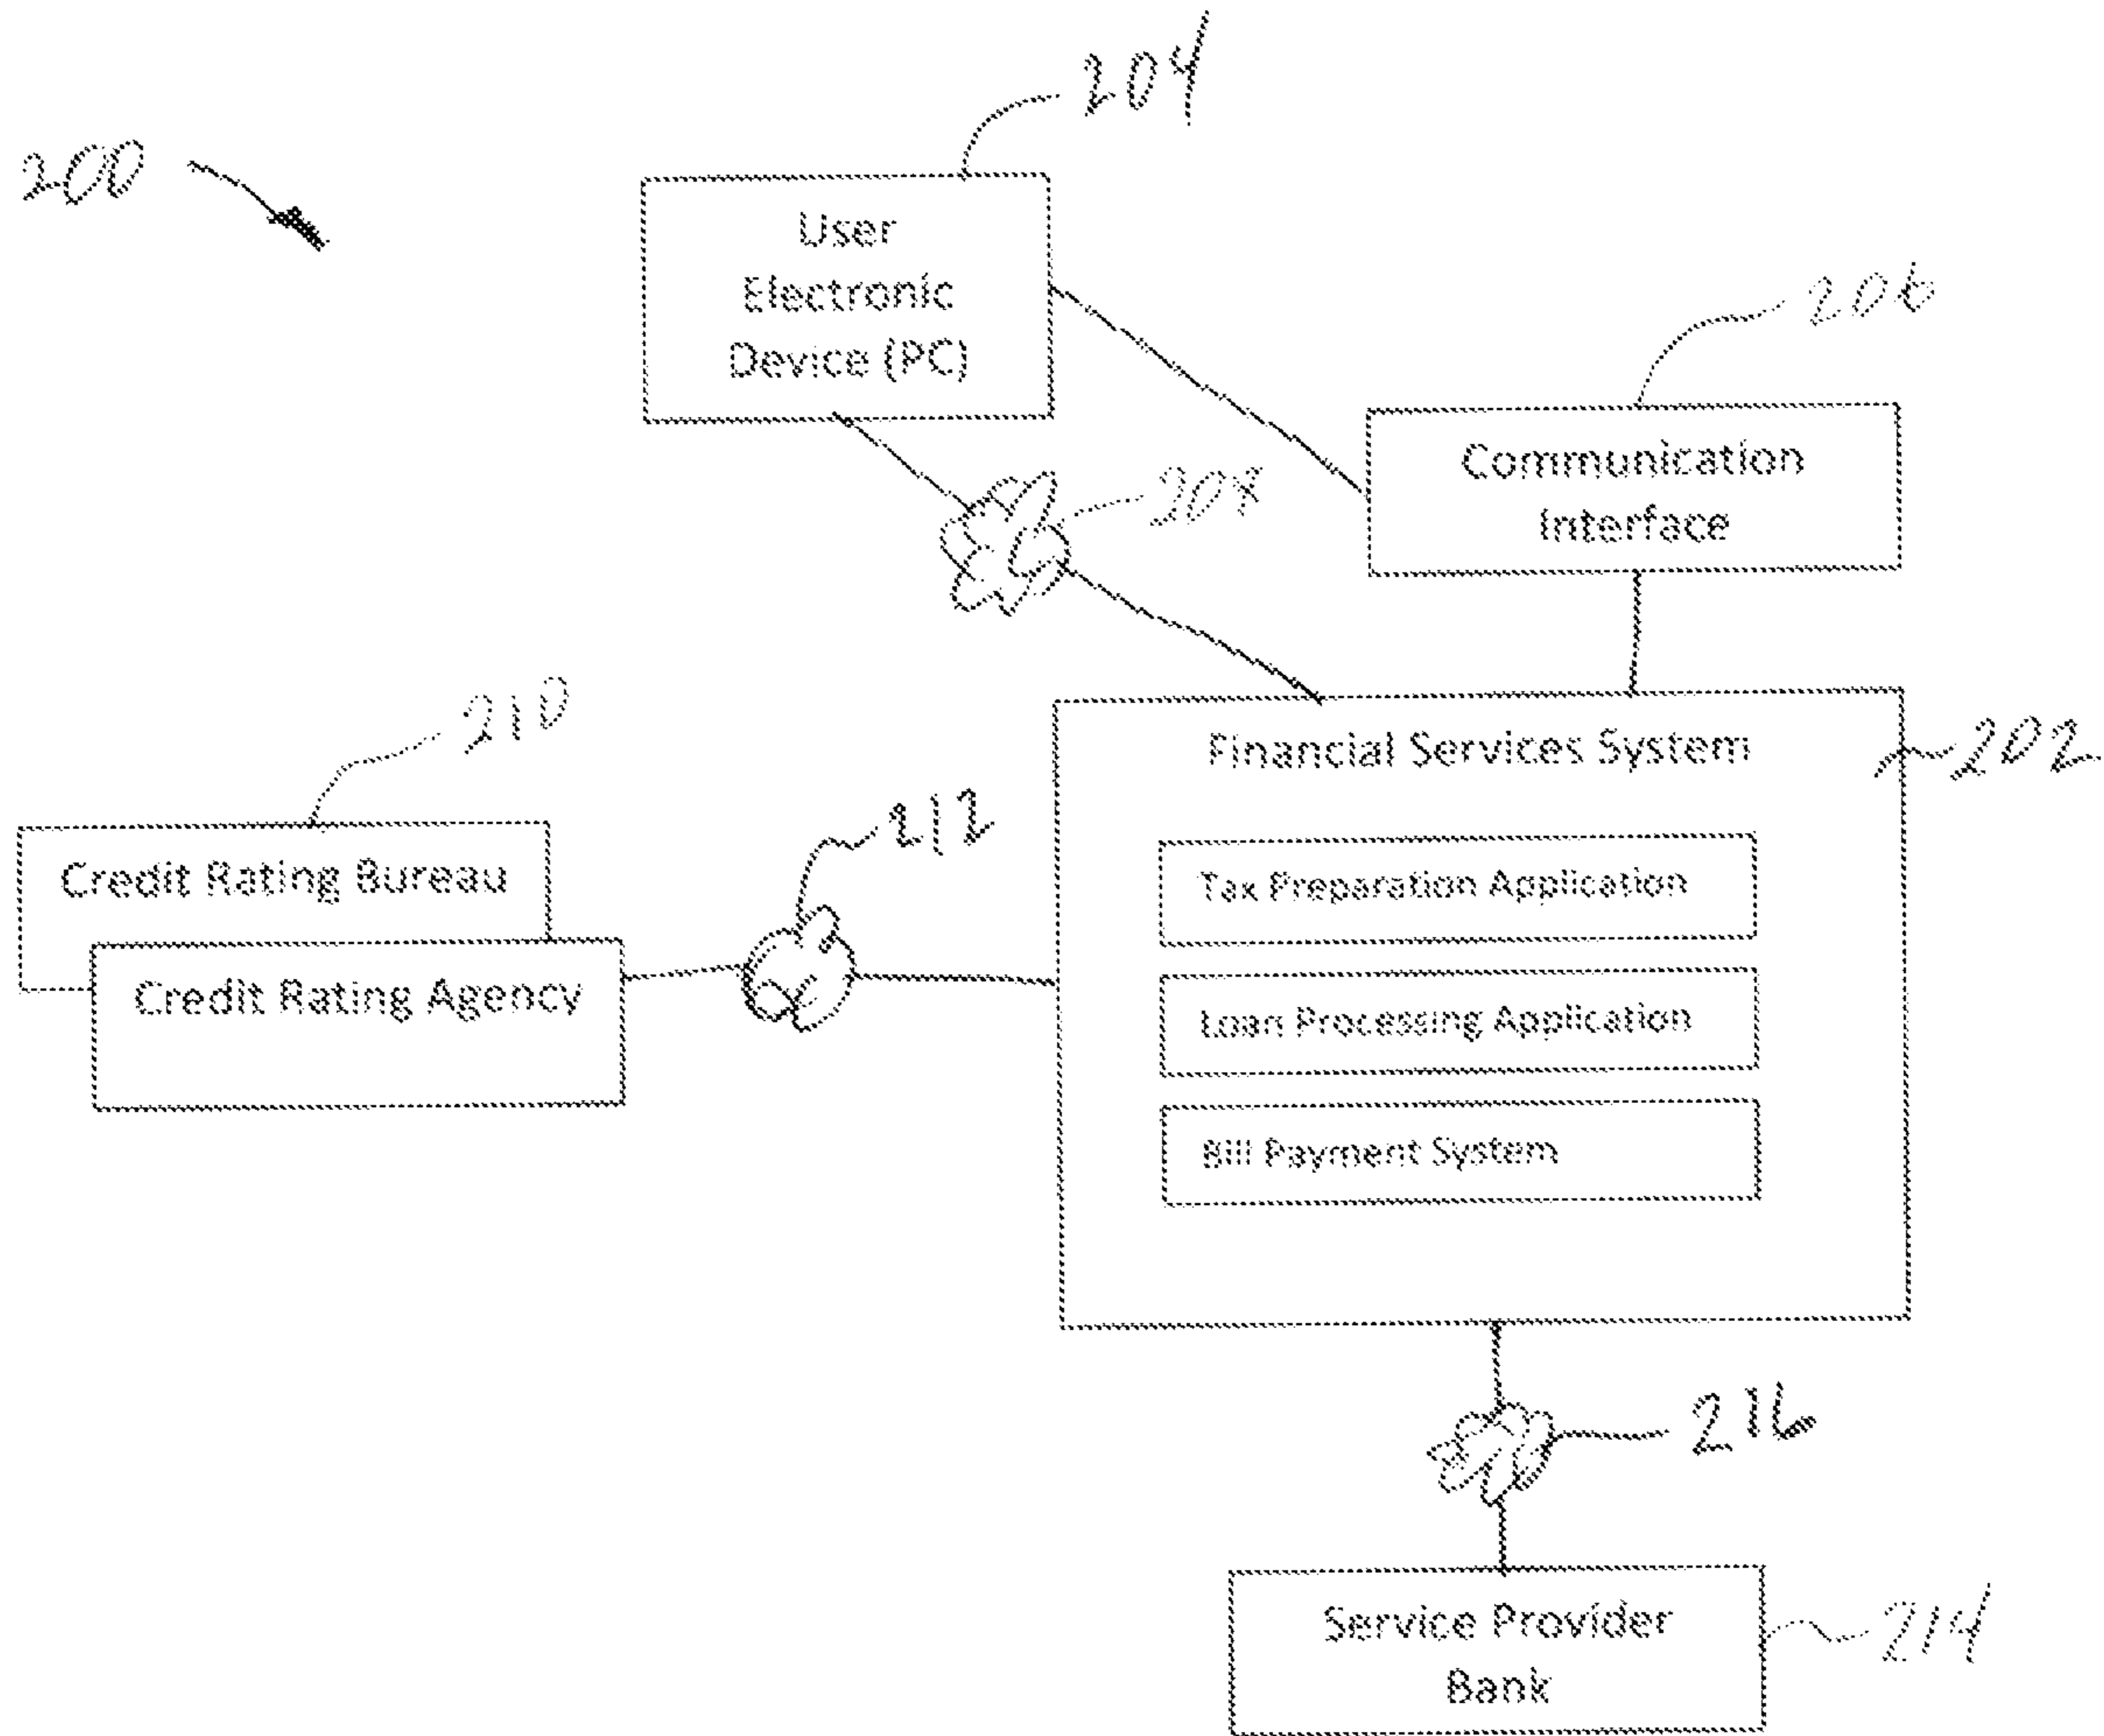 204
200
User
Electronic
Device (PC)
206
Communication
Interface
208
Financial Services System
202
210
212
Credit Rating Bureau
Credit Rating Agency
Tax Preparation Application
Loan Processing Application
Bill Payment System
216
Service Provider
Bank
214